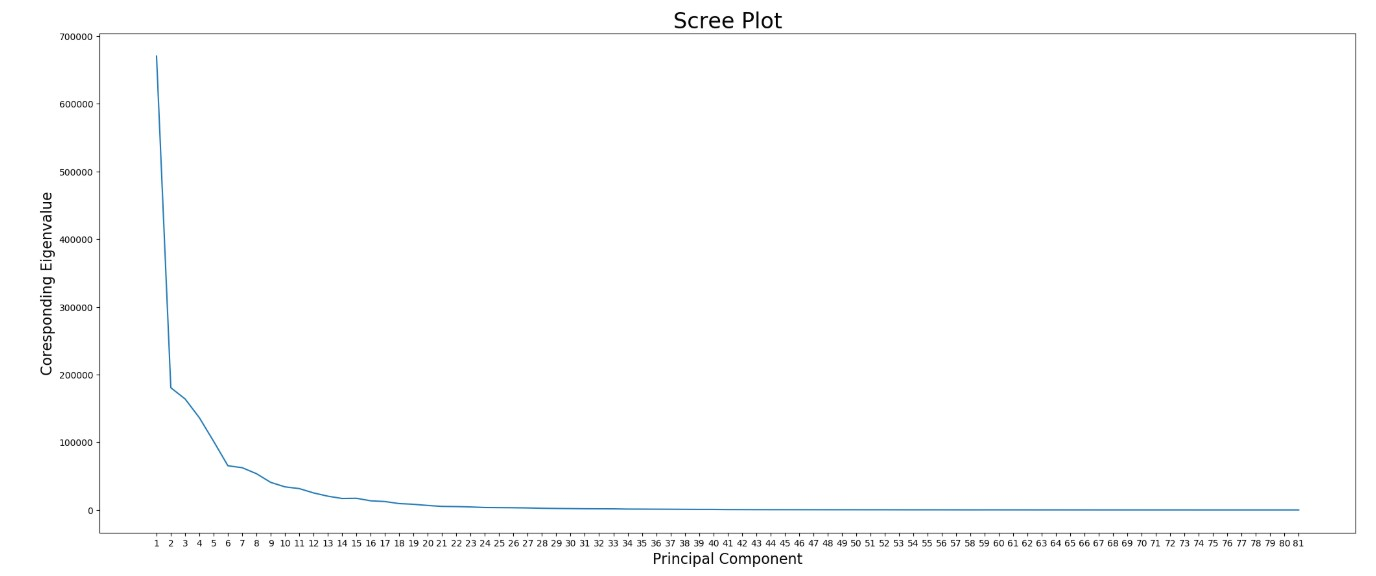 Scree Plot
700000
600000
500000
400000
300000
200000
100000
0
Coresponding Eigenvalue
1 2 3 4 5 6 7 8 9 10 11 12 13 14 15 16 17 18 19 20 21 22 23 24 25 26 27 28 29 30 31 32 33 34 35 36 37 38 39 40 41 42 43 44 45 46 47 48 49 50 51 52 53 54 55 56 57 58 59 60 61 62 63 64 65 66 67 68 69 70 71 72 73 74 75 76 77 78 79 80 81
Principal Component